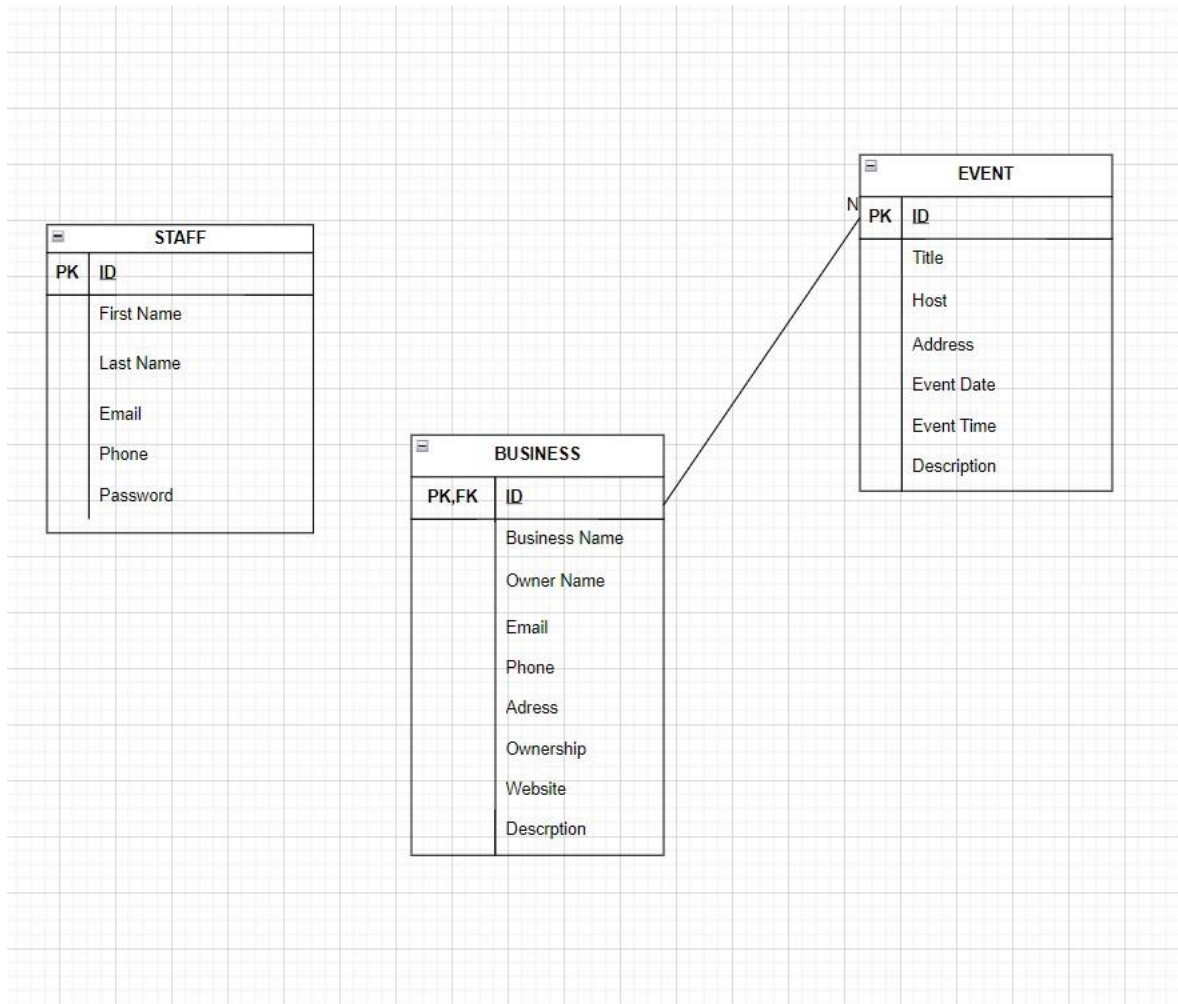 STAFF
PK ID
First Name
Last Name
Email
Phone
Password
BUSINESS
PK,FK ID
Business Name
Owner Name
Email
Phone
Adress
Ownership
Website
Descrption
N
EVENT
PK ID
Title
Host
Address
Event Date
Event Time
Description